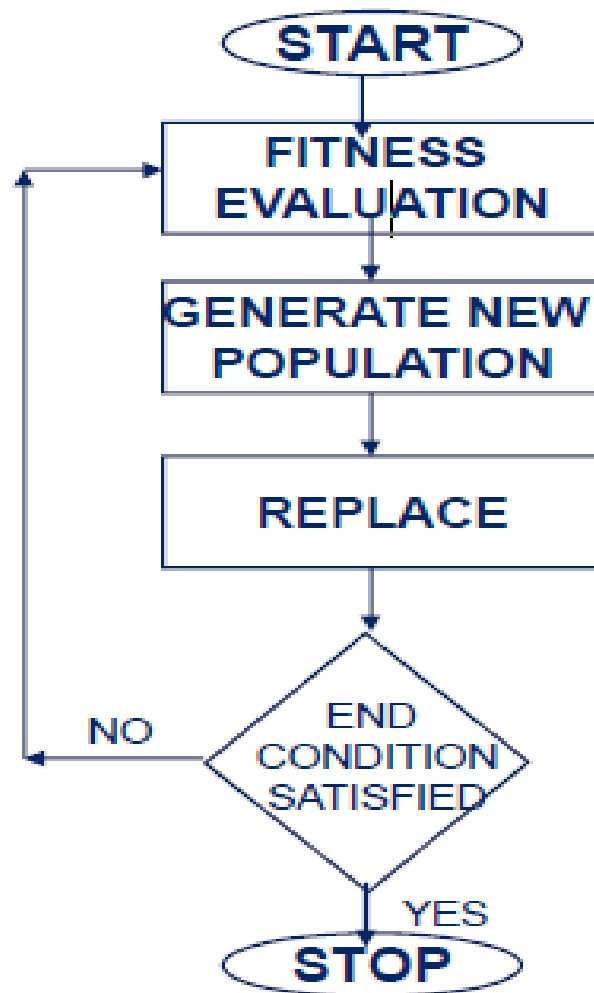 START
FITNESS
EVALUATION
GENERATE NEW
POPULATION
REPLACE
END
CONDITION
SATISFIED
NO
YES
STOP